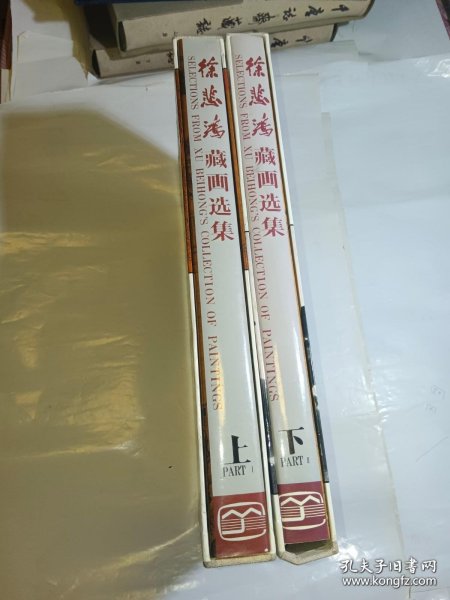 徐悲鸿藏画选集
SELECTIONS FROM XU BEIHONG'S COLLECTION OF PAINTINGS
上
PART I
徐悲鸿藏画选集
SELECTIONS FROM XU BEIHONG'S COLLECTION OF PAINTINGS
下
PART II
孔夫子旧书网
www.kongfz.com